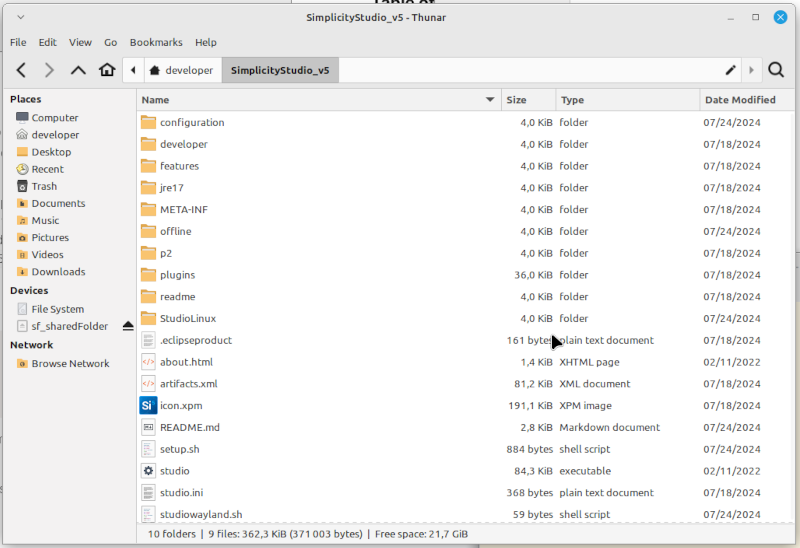 SimplicityStudio_v5 - Thunar
File Edit View Go Bookmarks Help
developer SimplicityStudio_v5
Places
Computer
developer
Desktop
Recent
Trash
Documents
Music
Pictures
Videos
Downloads
Devices
File System
sf_sharedFolder
Network
Browse Network
Name Size Type Date Modified
configuration 4,0 KiB folder 07/24/2024
developer 4,0 KiB folder 07/18/2024
features 4,0 KiB folder 07/18/2024
jre17 4,0 KiB folder 07/18/2024
META-INF 4,0 KiB folder 07/18/2024
offline 4,0 KiB folder 07/24/2024
p2 4,0 KiB folder 07/18/2024
plugins 36,0 KiB folder 07/18/2024
readme 4,0 KiB folder 07/18/2024
StudioLinux 4,0 KiB folder 07/24/2024
.eclipseproduct 161 bytes plain text document 07/18/2024
about.html 1,4 KiB XHTML page 02/11/2022
artifacts.xml 81,2 KiB XML document 07/18/2024
Si icon.xpm 191,1 KiB XPM image 07/18/2024
README.md 2,8 KiB Markdown document 07/24/2024
setup.sh 884 bytes shell script 07/24/2024
studio 84,3 KiB executable 02/11/2022
studio.ini 368 bytes plain text document 07/18/2024
studiowayland.sh 59 bytes shell script 07/24/2024
10 folders | 9 files: 362,3 KiB (371 003 bytes) | Free space: 21,7 GiB